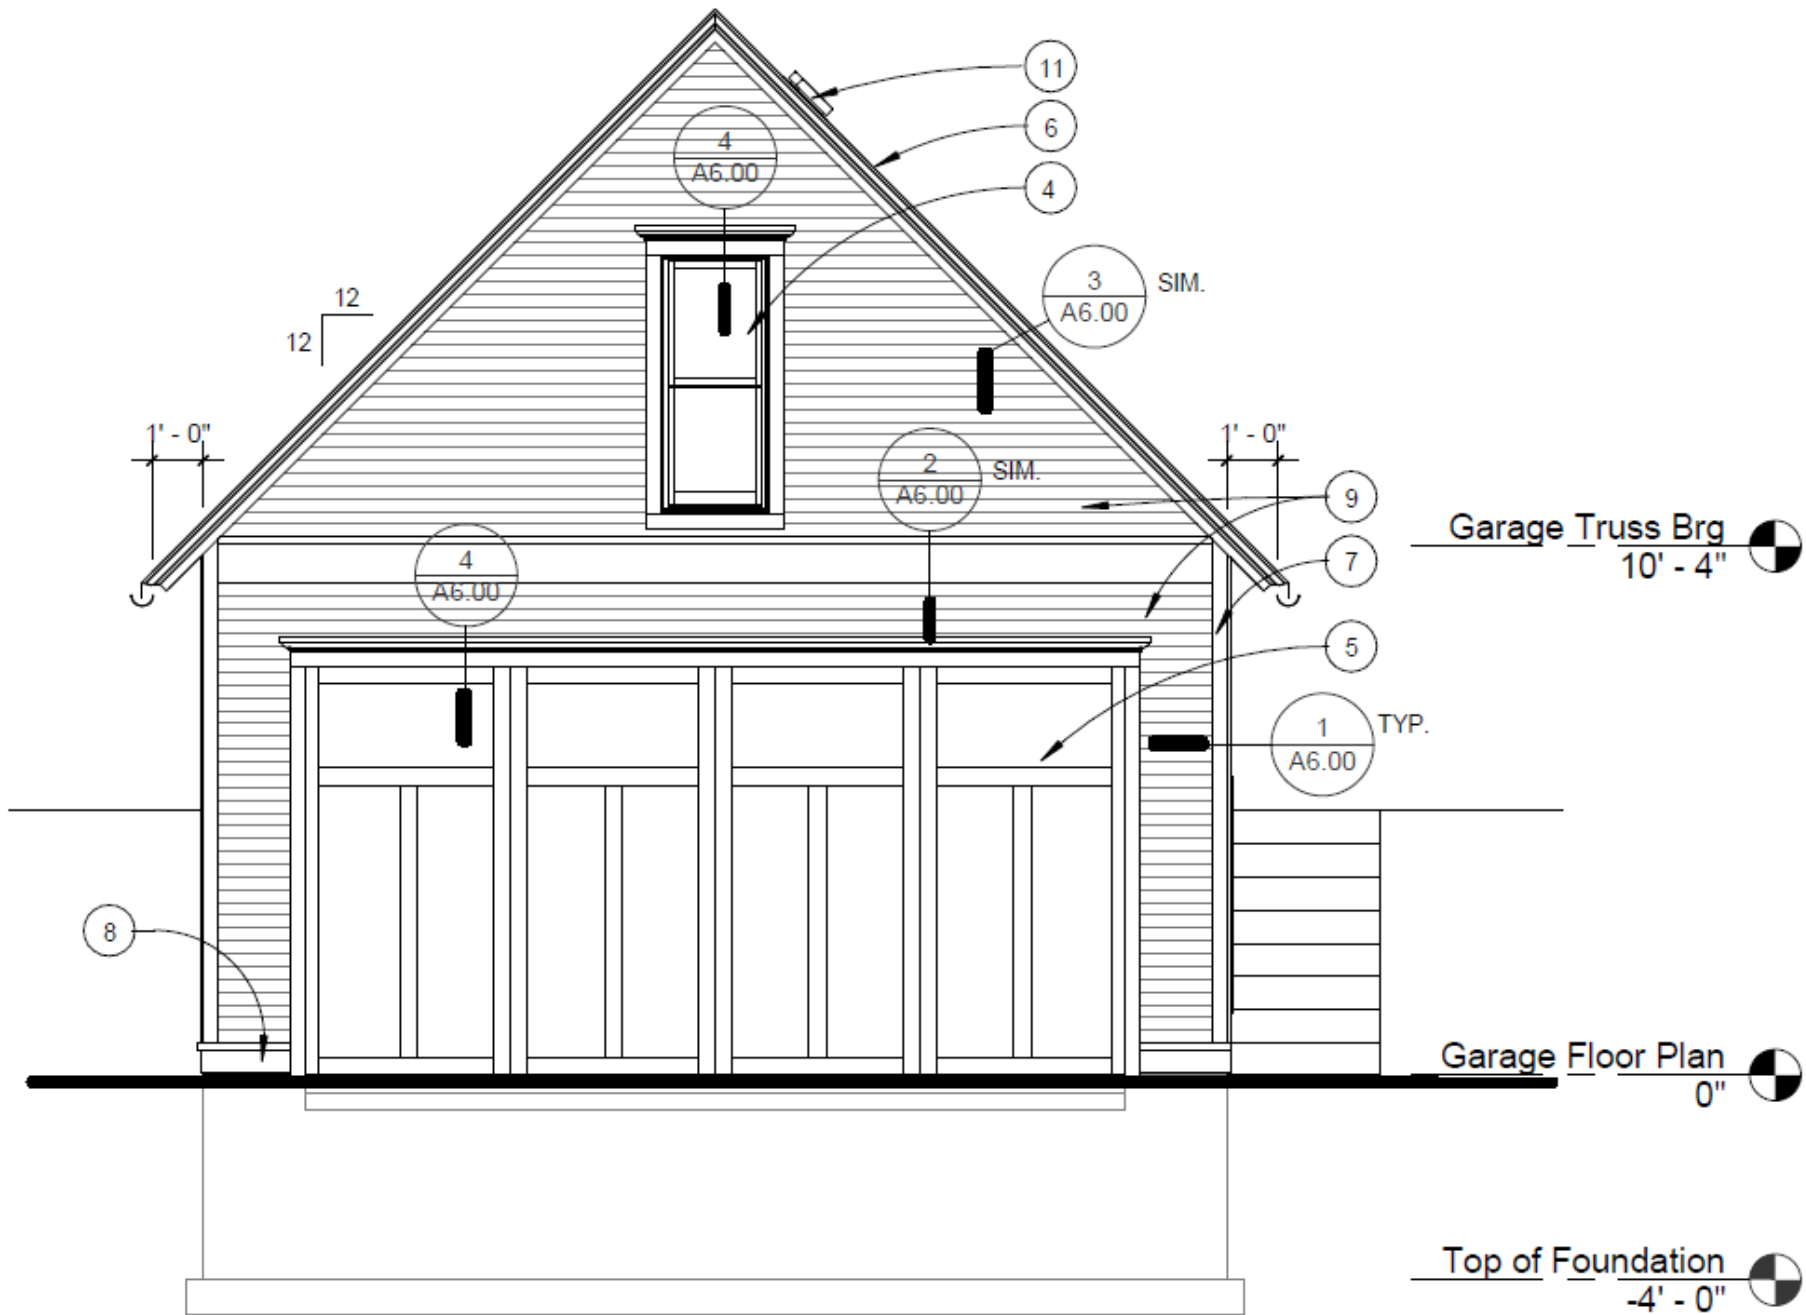 11
6
4
4
A6.00
3
A6.00
SIM.
12
12
1' - 0"
1' - 0"
2
A6.00
SIM.
9
Garage Truss Brg
10' - 4"
7
4
A6.00
5
1
A6.00
TYP.
8
Garage Floor Plan
0"
Top of Foundation
-4' - 0"